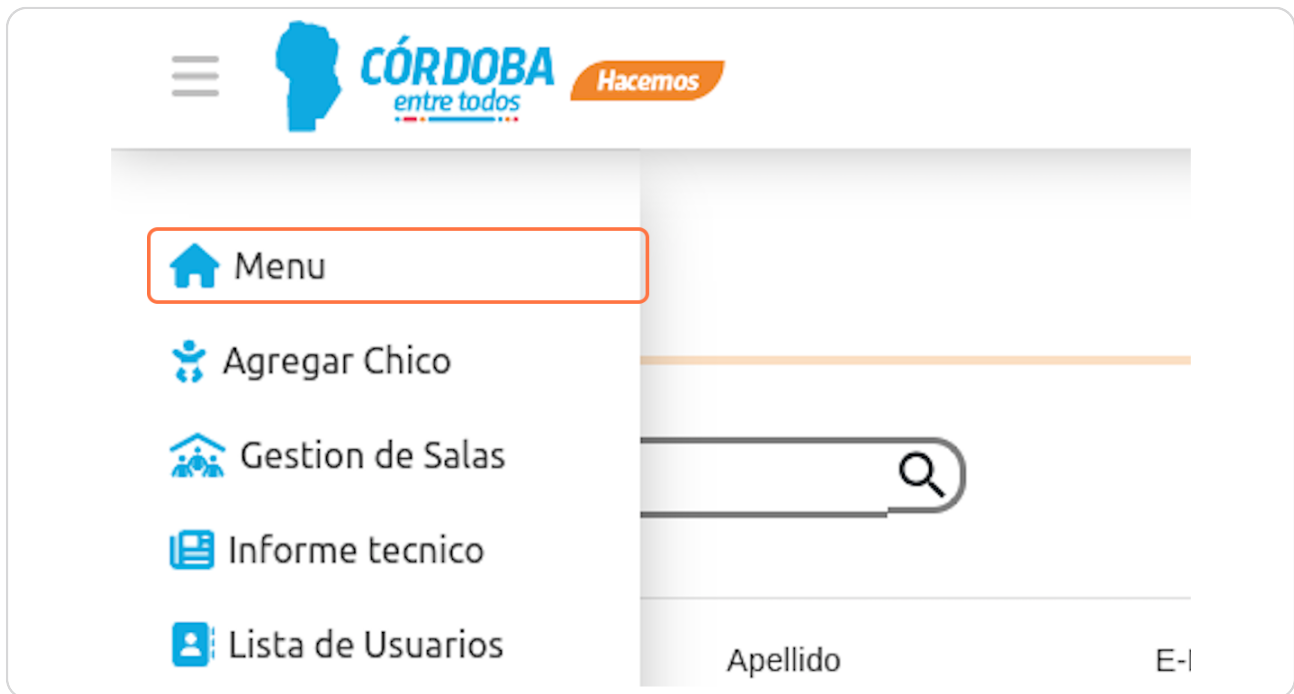 CÓRDOBA
entre todos
Hacemos
Menu
Agregar Chico
Gestion de Salas
Informe tecnico
Lista de Usuarios
Apellido